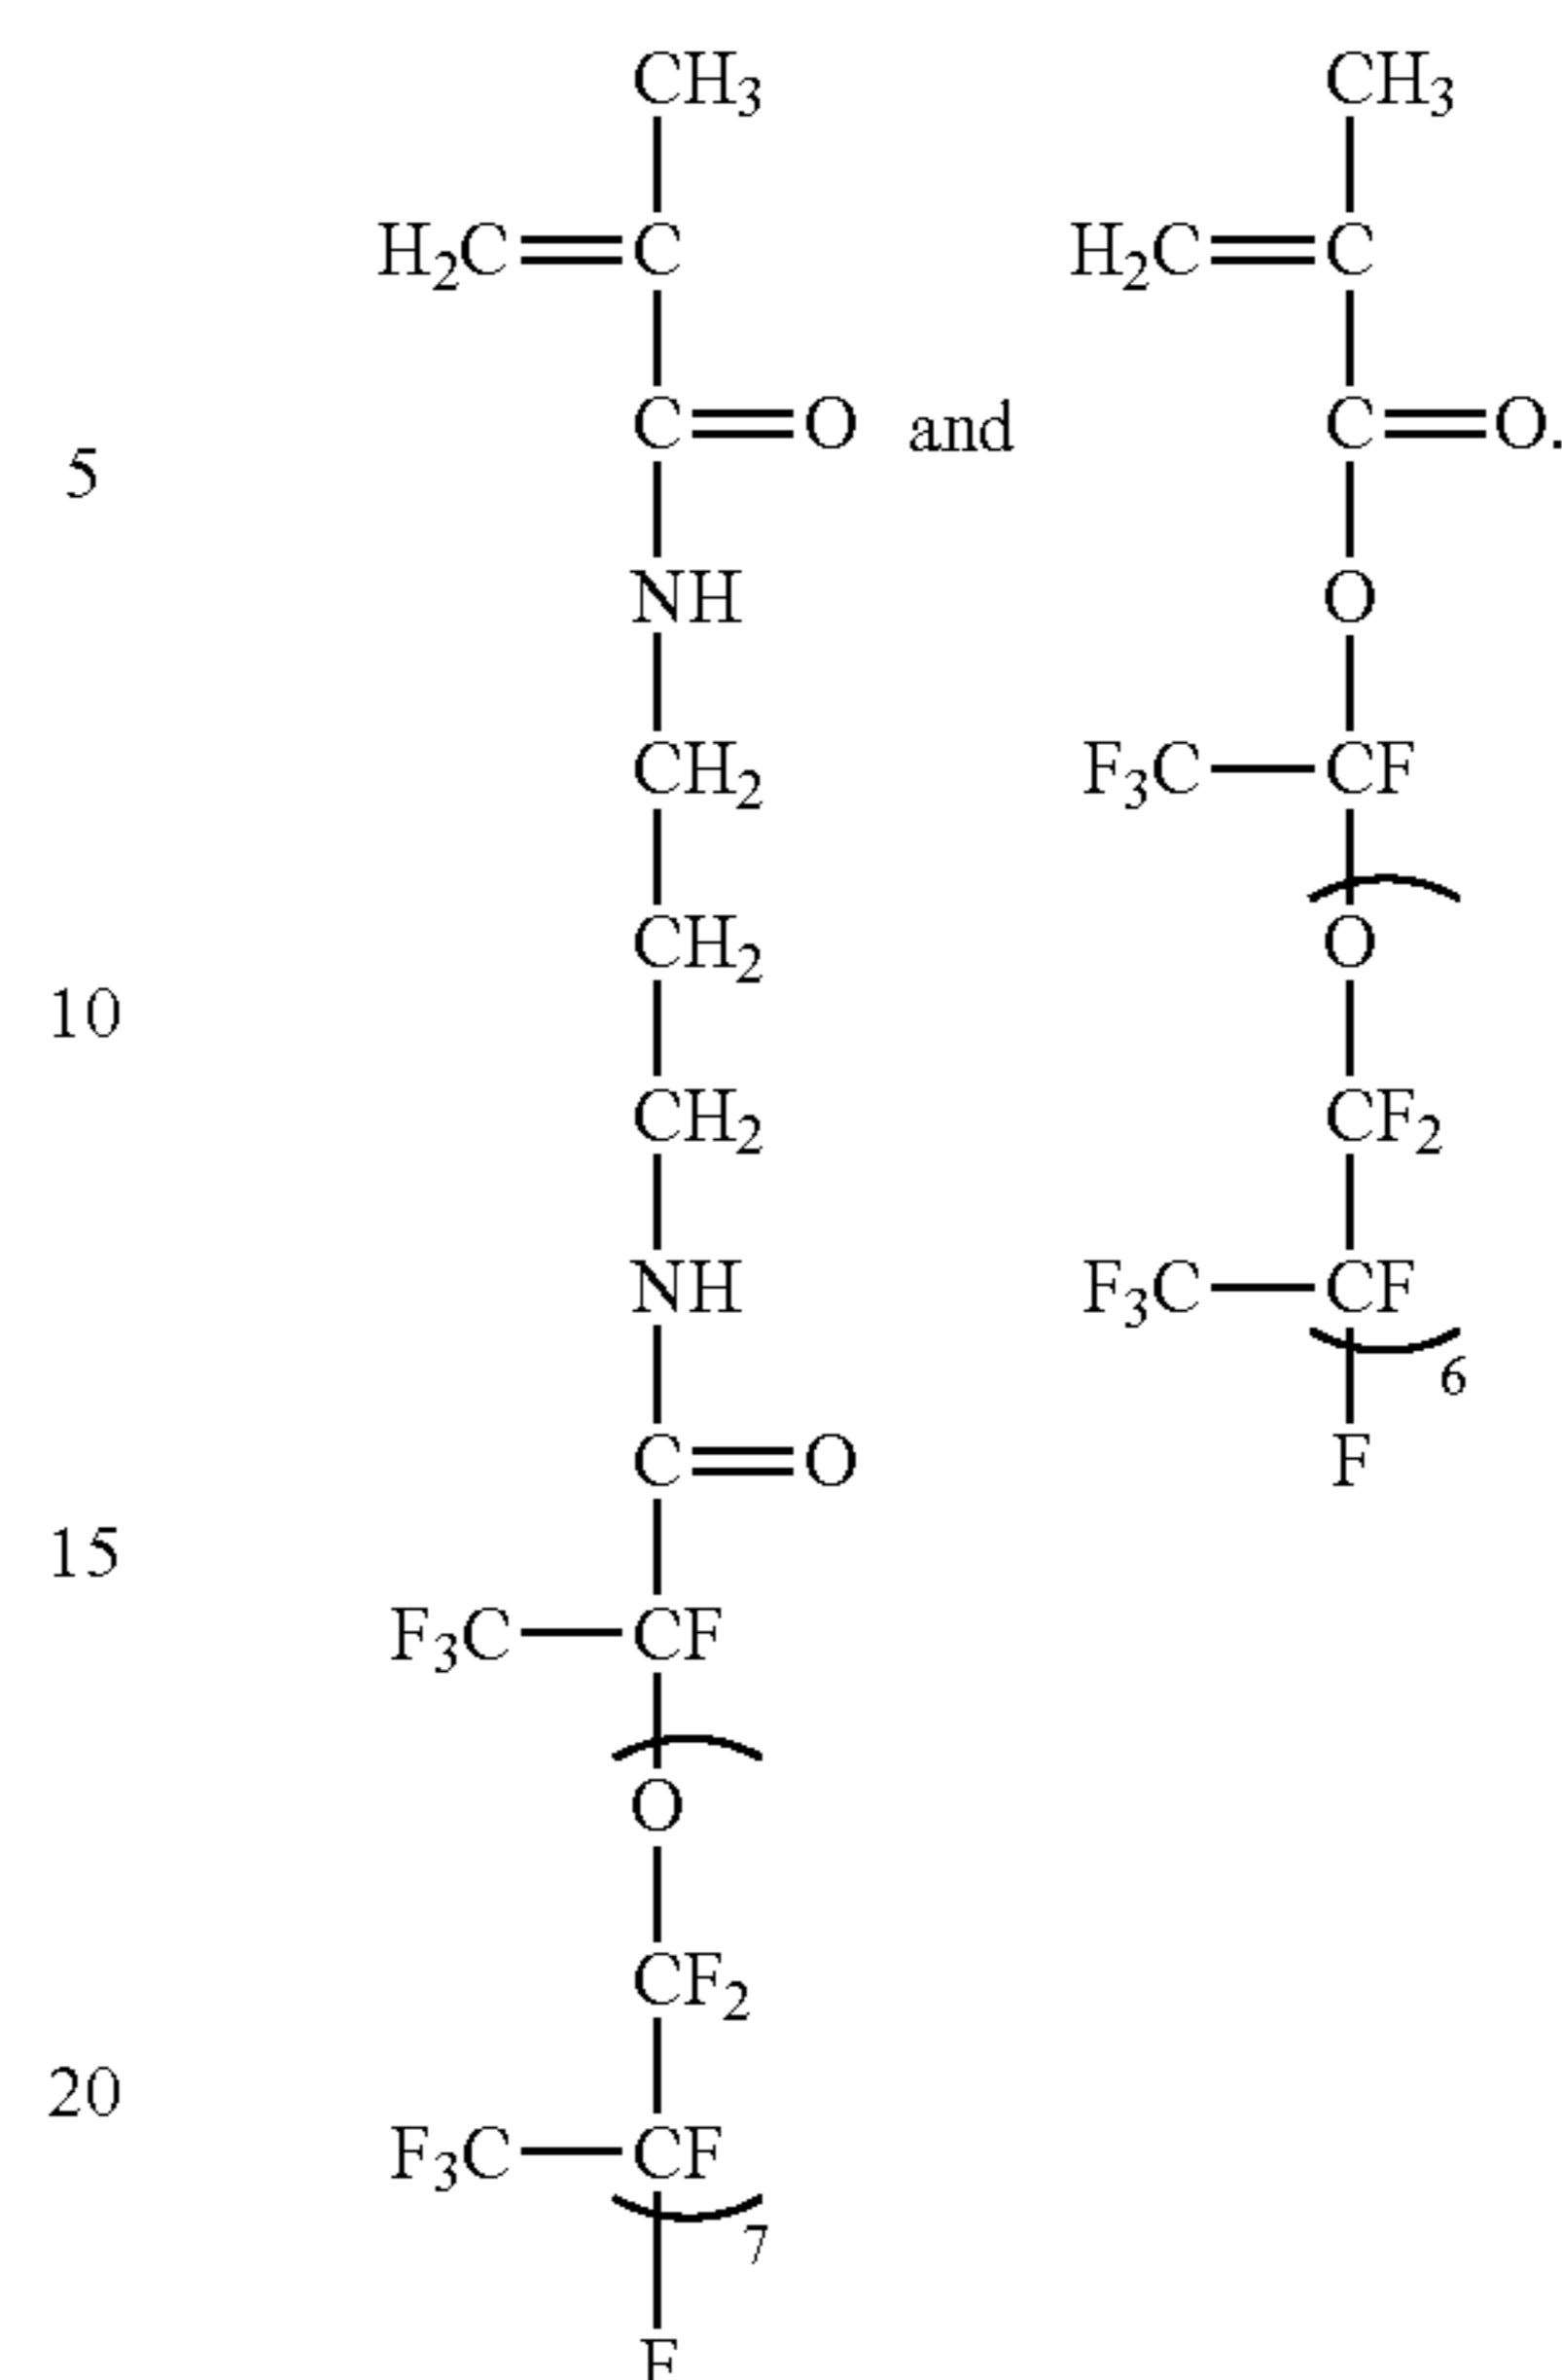 CH3 CH3
H2C C H2C C
5 C O and C O.
NH O
CH2 F3C CF
CH2 O
10 CH2 CF2
NH F3C CF
6
C O F
15 F3C CF
O
CF2
20 F3C CF
7
F